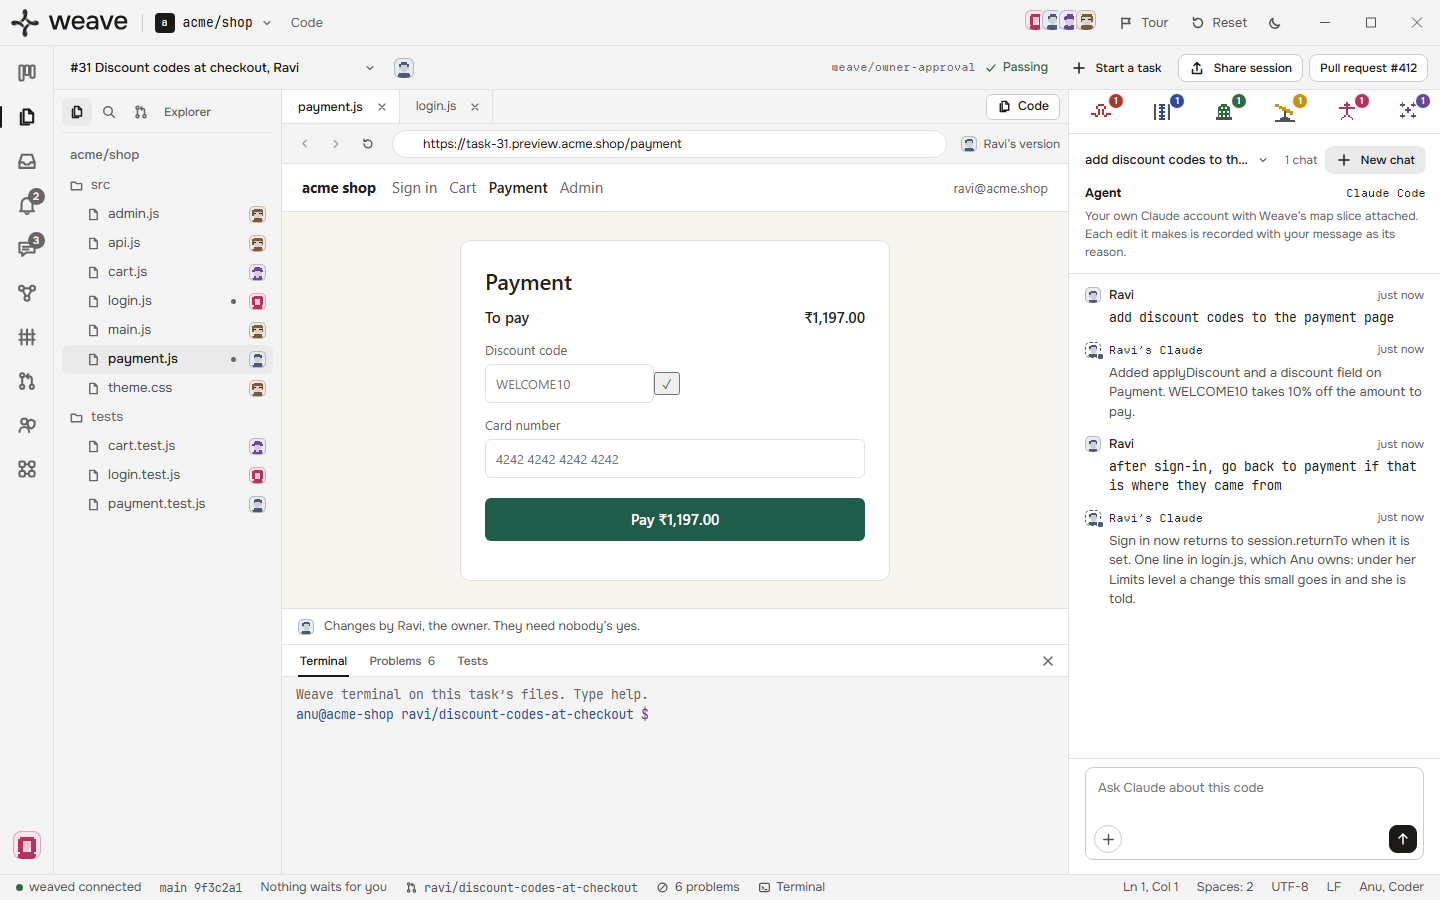 weave
a acme/shop
Code
Tour
Reset
#31 Discount codes at checkout, Ravi
weave/owner-approval
Passing
Start a task
Share session
Pull request #412
2
3
Explorer
acme/shop
src
admin.js
api.js
cart.js
login.js
main.js
payment.js
theme.css
tests
cart.test.js
login.test.js
payment.test.js
payment.js
login.js
Code
https://task-31.preview.acme.shop/payment
Ravi's version
acme shop
Sign in
Cart
Payment
Admin
ravi@acme.shop
Payment
To pay
₹1,197.00
Discount code
WELCOME10
✓
Card number
4242 4242 4242 4242
Pay ₹1,197.00
Changes by Ravi, the owner. They need nobody's yes.
Terminal
Problems 6
Tests
Weave terminal on this task's files. Type help.
anu@acme-shop ravi/discount-codes-at-checkout $
1
1
1
1
1
1
add discount codes to th...
1 chat
New chat
Agent
Claude Code
Your own Claude account with Weave's map slice attached.
Each edit it makes is recorded with your message as its
reason.
Ravi
just now
add discount codes to the payment page
Ravi's Claude
just now
Added applyDiscount and a discount field on
Payment. WELCOME10 takes 10% off the amount to
pay.
Ravi
just now
after sign-in, go back to payment if that
is where they came from
Ravi's Claude
just now
Sign in now returns to session.returnTo when it is
set. One line in login.js, which Anu owns: under her
Limits level a change this small goes in and she is
told.
Ask Claude about this code
weaved connected
main 9f3c2a1
Nothing waits for you
ravi/discount-codes-at-checkout
6 problems
Terminal
Ln 1, Col 1
Spaces: 2
UTF-8
LF
Anu, Coder